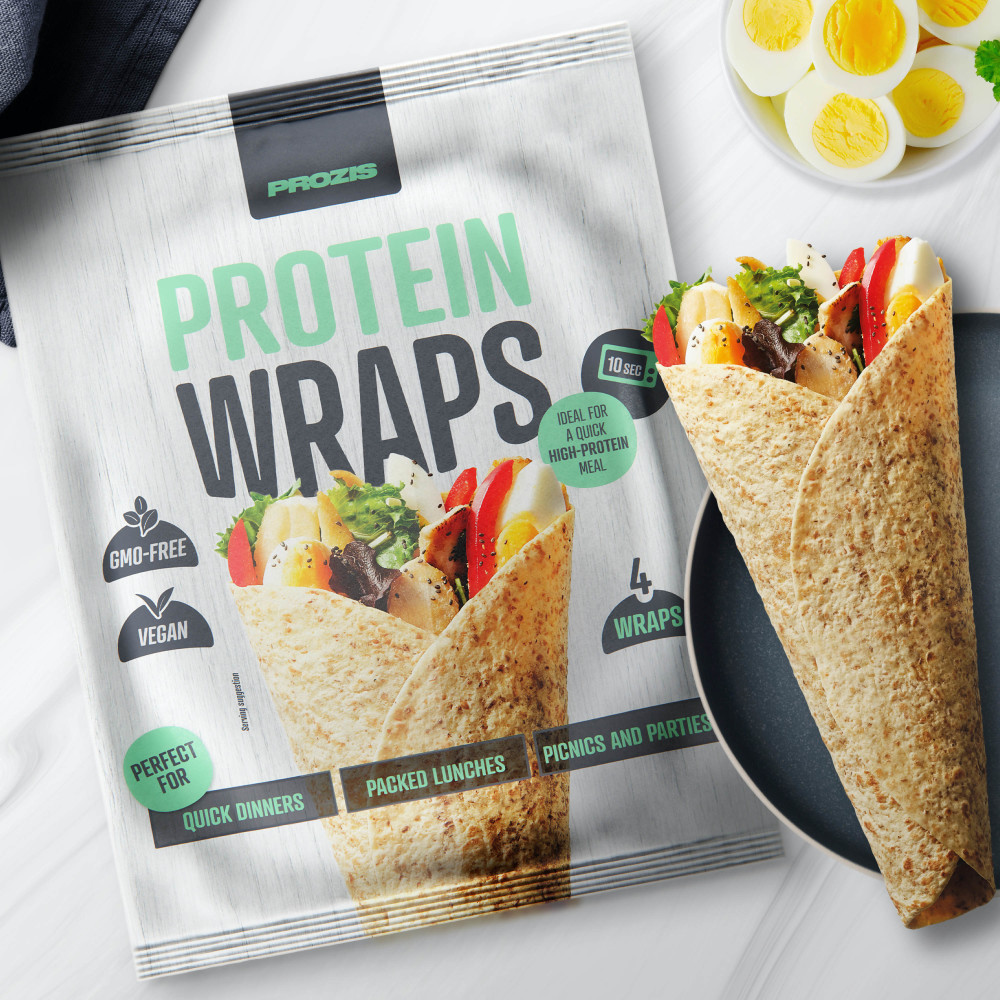 PROZIS
PROTEIN
WRAPS
10 SEC
IDEAL FOR
A QUICK
HIGH-PROTEIN
MEAL
GMO-FREE
VEGAN
4
WRAPS
Serving suggestion
PERFECT
FOR
QUICK DINNERS
PACKED LUNCHES
PICNICS AND PARTIES